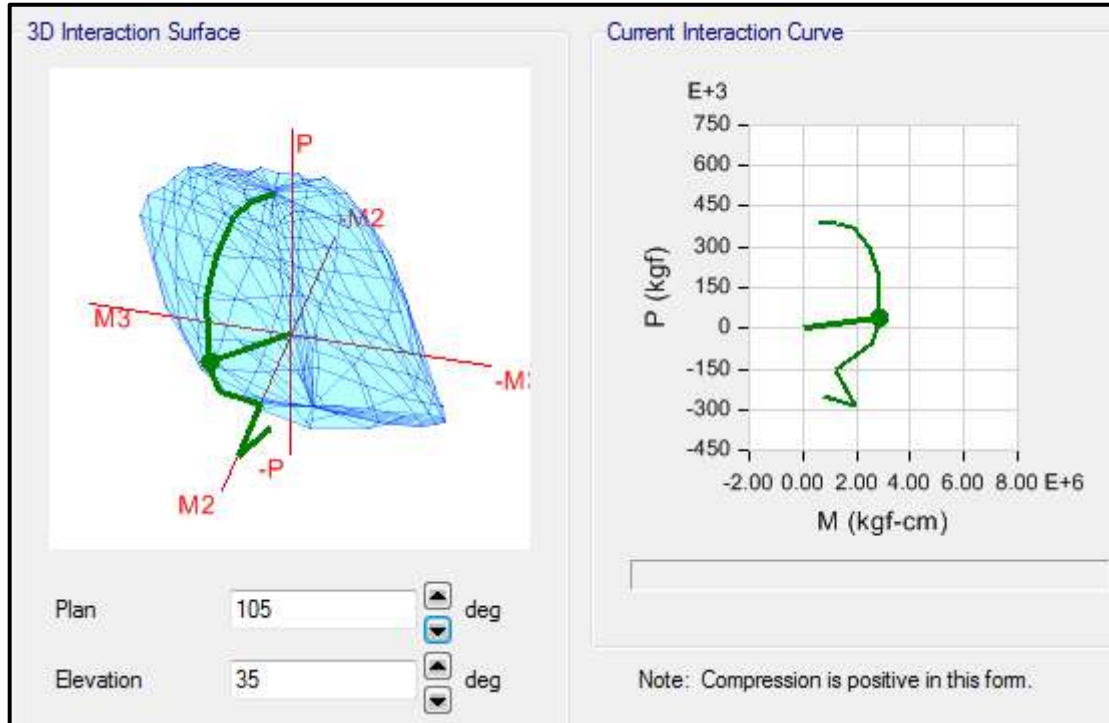 3D Interaction Surface
P
-M2
M3
-M3
-P
M2
Plan
105
deg
Elevation
35
deg
Current Interaction Curve
E+3
750
600
450
300
150
0
-150
-300
-450
P (kgf)
-2.00 0.00 2.00 4.00 6.00 8.00 E+6
M (kgf-cm)
Note: Compression is positive in this form.